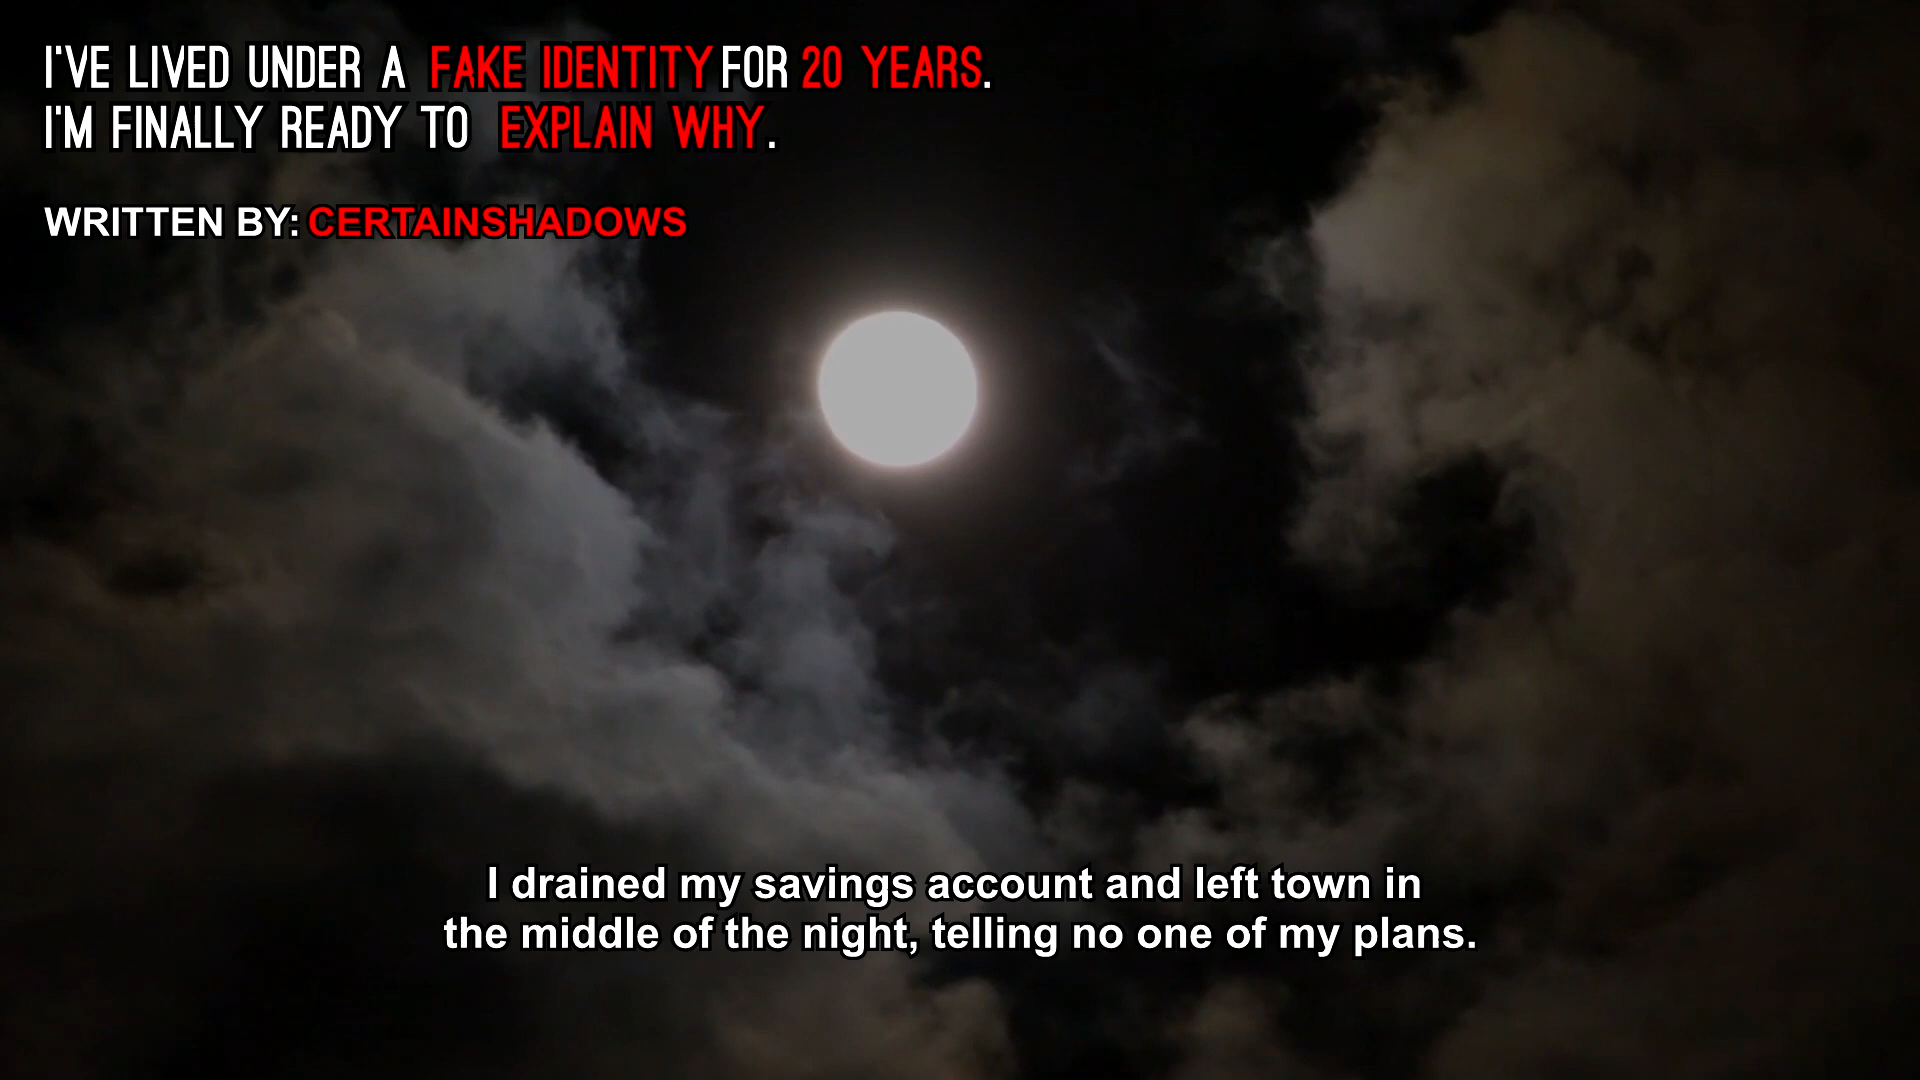 I'VE LIVED UNDER A FAKE IDENTITY FOR 20 YEARS.
I'M FINALLY READY TO EXPLAIN WHY.
WRITTEN BY: CERTAINSHADOWS
I drained my savings account and left town in
the middle of the night, telling no one of my plans.